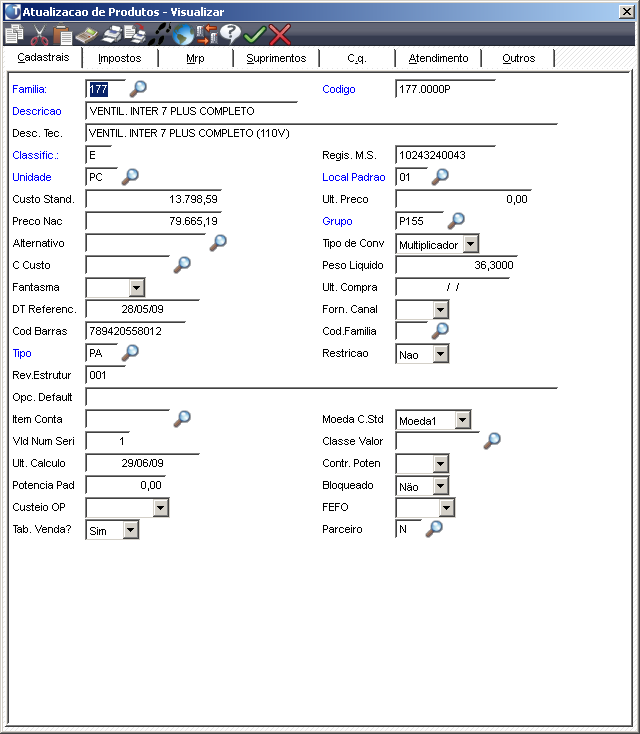 Atualizacao de Produtos - Visualizar
Cadastrais Impostos Mrp Suprimentos C.q. Atendimento Outros
Familia: 177 Codigo 177.0000P
Descricao VENTIL. INTER 7 PLUS COMPLETO
Desc. Tec. VENTIL. INTER 7 PLUS COMPLETO (110V)
Classific.: E Regis. M.S. 10243240043
Unidade PC Local Padrao 01
Custo Stand. 13.798,59 Ult. Preco 0,00
Preco Nac 79.665,19 Grupo P155
Alternativo Tipo de Conv Multiplicador
C Custo Peso Liquido 36,3000
Fantasma Ult. Compra / /
DT Referenc. 28/05/09 Forn. Canal
Cod Barras 789420558012 Cod.Familia
Tipo PA Restricao Nao
Rev.Estrutur 001
Opc. Default
Item Conta Moeda C.Std Moeda1
Vld Num Seri 1 Classe Valor
Ult. Calculo 29/06/09 Contr. Poten
Potencia Pad 0,00 Bloqueado Não
Custeio OP FEFO
Tab. Venda? Sim Parceiro N